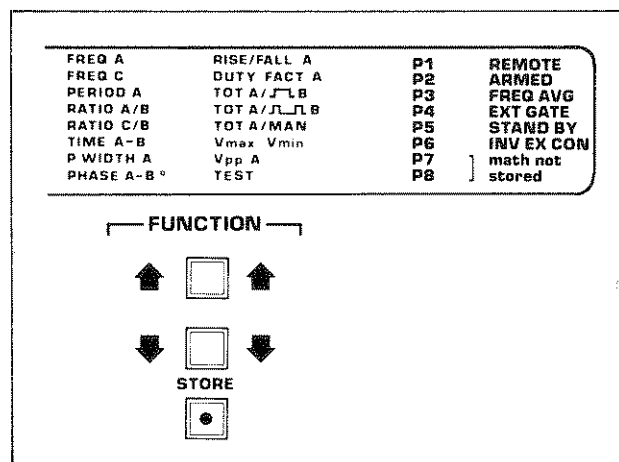 FREQ A RISE/FALL A P1 REMOTE
FREQ C DUTY FACT A P2 ARMED
PERIOD A TOT A/ B P3 FREQ AVG
RATIO A/B TOT A/ B P4 EXT GATE
RATIO C/B TOT A/MAN P5 STAND BY
TIME A-B Vmax Vmin P6 INV EX CON
P WIDTH A Vpp A P7 math not
PHASE A-B° TEST P8 stored
FUNCTION
STORE